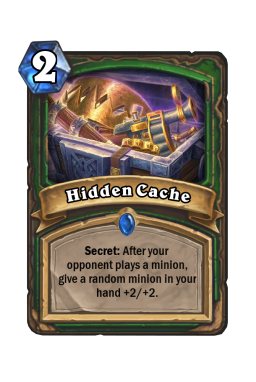 2
Hidden Cache
Secret: After your
opponent plays a minion,
give a random minion in your
hand +2/+2.